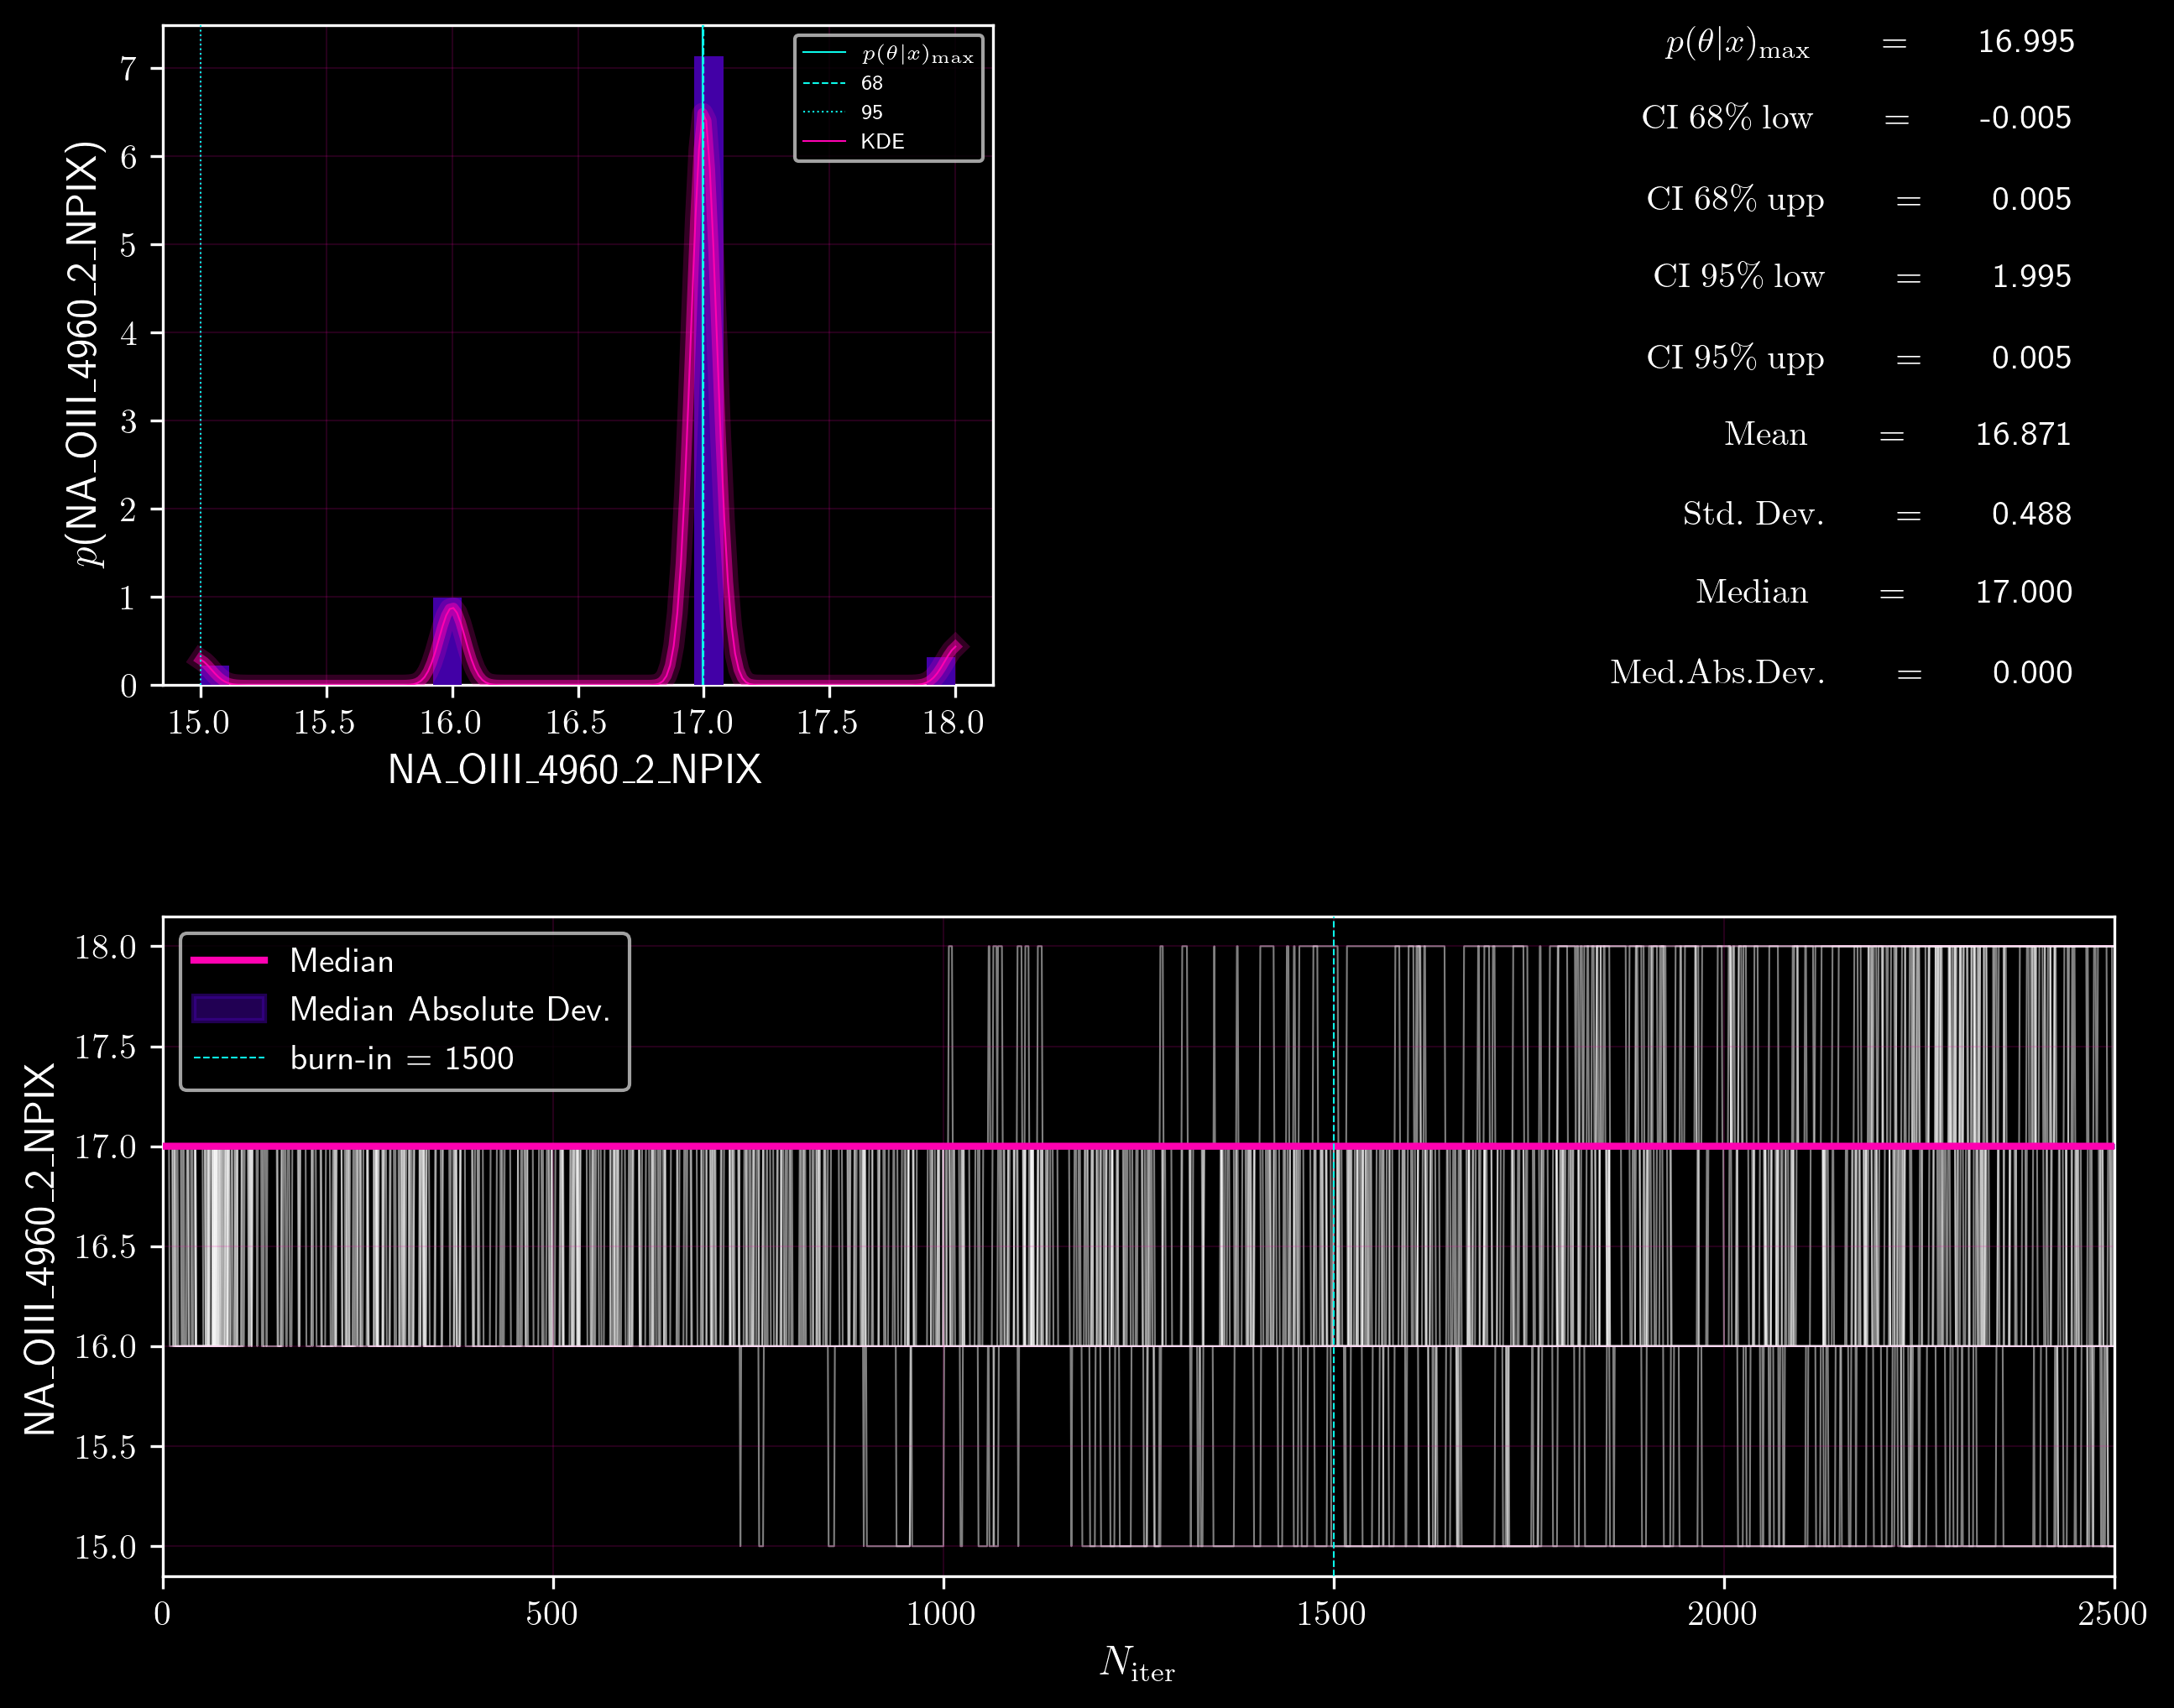 p(NA_OIII_4960_2_NPIX)
7
6
5
4
3
2
1
0
p(θ|x)max
68
95
KDE
15.0 15.5 16.0 16.5 17.0 17.5 18.0
NA_OIII_4960_2_NPIX
p(θ|x)max = 16.995
CI 68% low = -0.005
CI 68% upp = 0.005
CI 95% low = 1.995
CI 95% upp = 0.005
Mean = 16.871
Std. Dev. = 0.488
Median = 17.000
Med.Abs.Dev. = 0.000
NA_OIII_4960_2_NPIX
18.0
17.5
17.0
16.5
16.0
15.5
15.0
Median
Median Absolute Dev.
burn-in = 1500
0 500 1000 1500 2000 2500
Niter